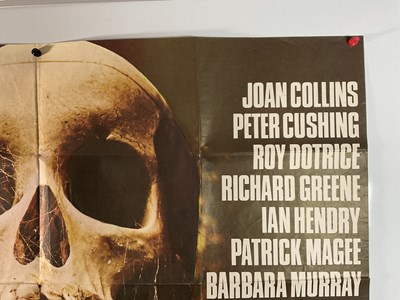 JOAN COLLINS
PETER CUSHING
ROY DOTRICE
RICHARD GREENE
IAN HENDRY
PATRICK MAGEE
BARBARA MURRAY